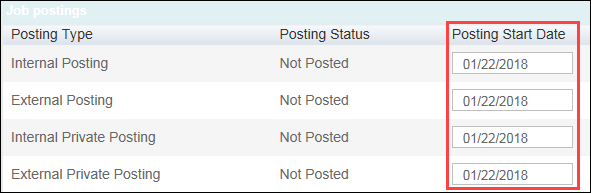 Job postings
Posting Type Posting Status Posting Start Date
Internal Posting Not Posted 01/22/2018
External Posting Not Posted 01/22/2018
Internal Private Posting Not Posted 01/22/2018
External Private Posting Not Posted 01/22/2018